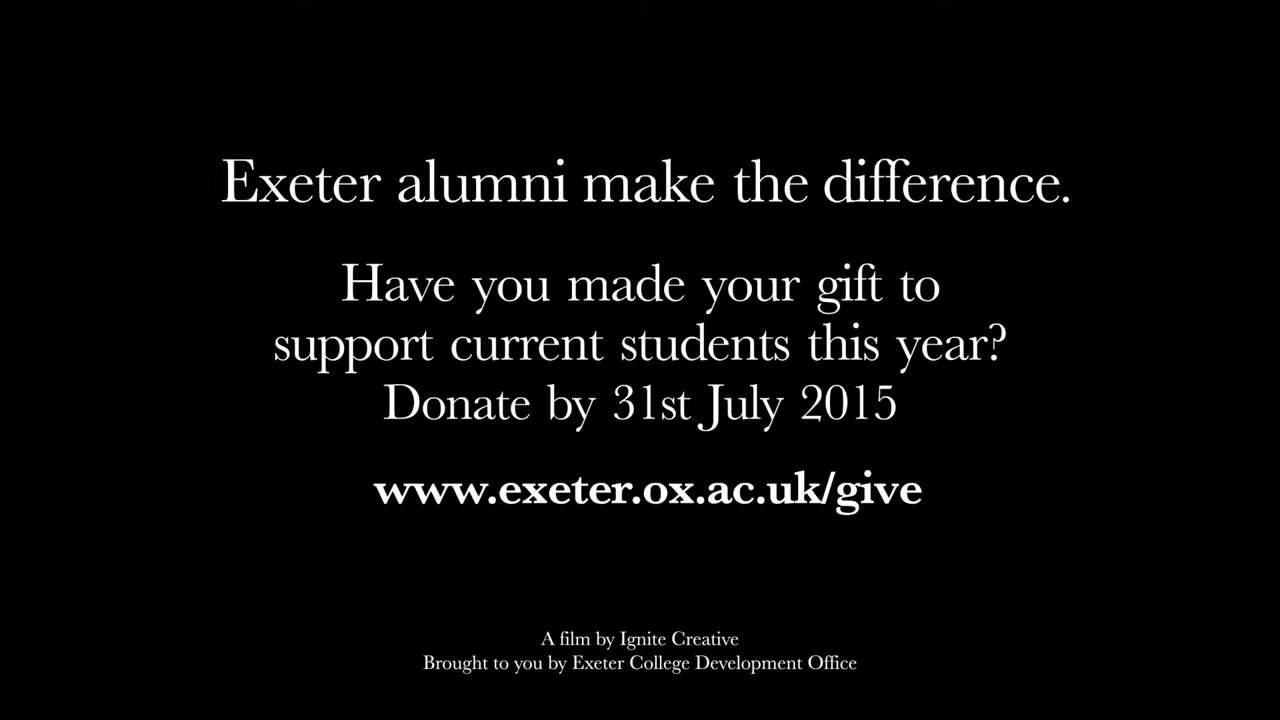 Exeter alumni make the difference.
Have you made your gift to
support current students this year?
Donate by 31st July 2015
www.exeter.ox.ac.uk/give
A film by Ignite Creative
Brought to you by Exeter College Development Office